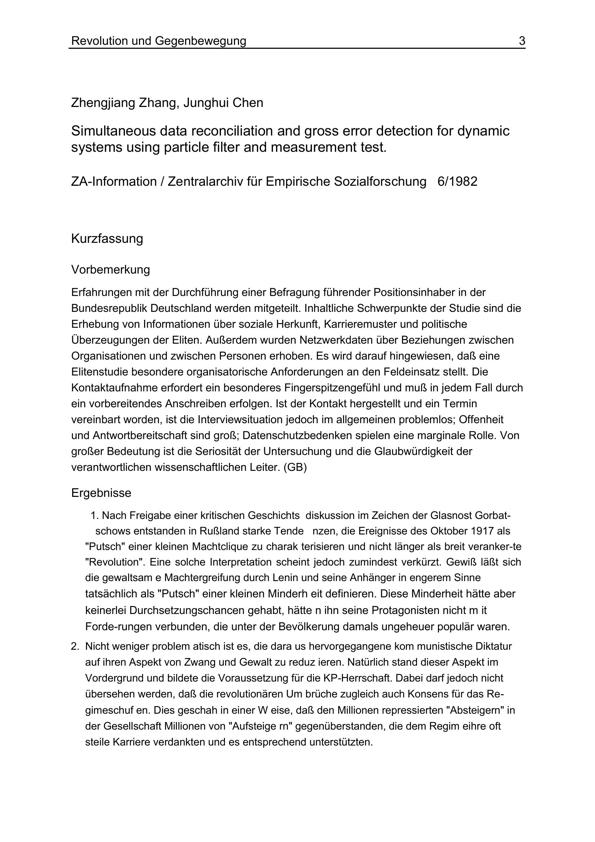 Revolution und Gegenbewegung 3
Zhengjiang Zhang, Junghui Chen
Simultaneous data reconciliation and gross error detection for dynamic
systems using particle filter and measurement test.
ZA-Information / Zentralarchiv für Empirische Sozialforschung 6/1982
Kurzfassung
Vorbemerkung
Erfahrungen mit der Durchführung einer Befragung führender Positionsinhaber in der
Bundesrepublik Deutschland werden mitgeteilt. Inhaltliche Schwerpunkte der Studie sind die
Erhebung von Informationen über soziale Herkunft, Karrieremuster und politische
Überzeugungen der Eliten. Außerdem wurden Netzwerkdaten über Beziehungen zwischen
Organisationen und zwischen Personen erhoben. Es wird darauf hingewiesen, daß eine
Elitenstudie besondere organisatorische Anforderungen an den Feldeinsatz stellt. Die
Kontaktaufnahme erfordert ein besonderes Fingerspitzengefühl und muß in jedem Fall durch
ein vorbereitendes Anschreiben erfolgen. Ist der Kontakt hergestellt und ein Termin
vereinbart worden, ist die Interviewsituation jedoch im allgemeinen problemlos; Offenheit
und Antwortbereitschaft sind groß; Datenschutzbedenken spielen eine marginale Rolle. Von
großer Bedeutung ist die Seriosität der Untersuchung und die Glaubwürdigkeit der
verantwortlichen wissenschaftlichen Leiter. (GB)
Ergebnisse
1. Nach Freigabe einer kritischen Geschichts diskussion im Zeichen der Glasnost Gorbat-
schows entstanden in Rußland starke Tende nzen, die Ereignisse des Oktober 1917 als
"Putsch" einer kleinen Machtclique zu charak terisieren und nicht länger als breit veranker-te
"Revolution". Eine solche Interpretation scheint jedoch zumindest verkürzt. Gewiß läßt sich
die gewaltsam e Machtergreifung durch Lenin und seine Anhänger in engerem Sinne
tatsächlich als "Putsch" einer kleinen Minderh eit definieren. Diese Minderheit hätte aber
keinerlei Durchsetzungschancen gehabt, hätte n ihn seine Protagonisten nicht m it
Forde-rungen verbunden, die unter der Bevölkerung damals ungeheuer populär waren.
2. Nicht weniger problem atisch ist es, die dara us hervorgegangene kom munistische Diktatur
auf ihren Aspekt von Zwang und Gewalt zu reduz ieren. Natürlich stand dieser Aspekt im
Vordergrund und bildete die Voraussetzung für die KP-Herrschaft. Dabei darf jedoch nicht
übersehen werden, daß die revolutionären Um brüche zugleich auch Konsens für das Re-
gimeschuf en. Dies geschah in einer W eise, daß den Millionen repressierten "Absteigern" in
der Gesellschaft Millionen von "Aufsteige rn" gegenüberstanden, die dem Regim eihre oft
steile Karriere verdankten und es entsprechend unterstützten.